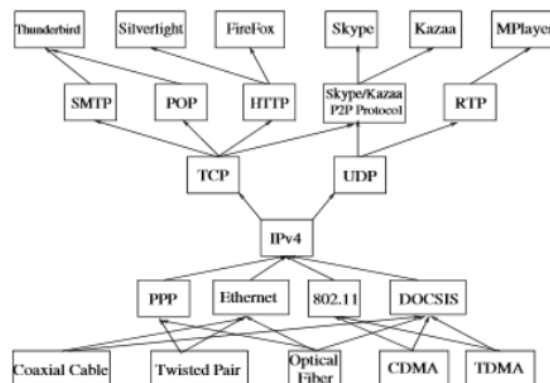 Thunderbird
Silverlight
FireFox
Skype
Kazaa
MPlayer
SMTP
POP
HTTP
Skype/Kazaa
P2P Protocol
RTP
TCP
UDP
IPv4
PPP
Ethernet
802.11
DOCSIS
Coaxial Cable
Twisted Pair
Optical
Fiber
CDMA
TDMA